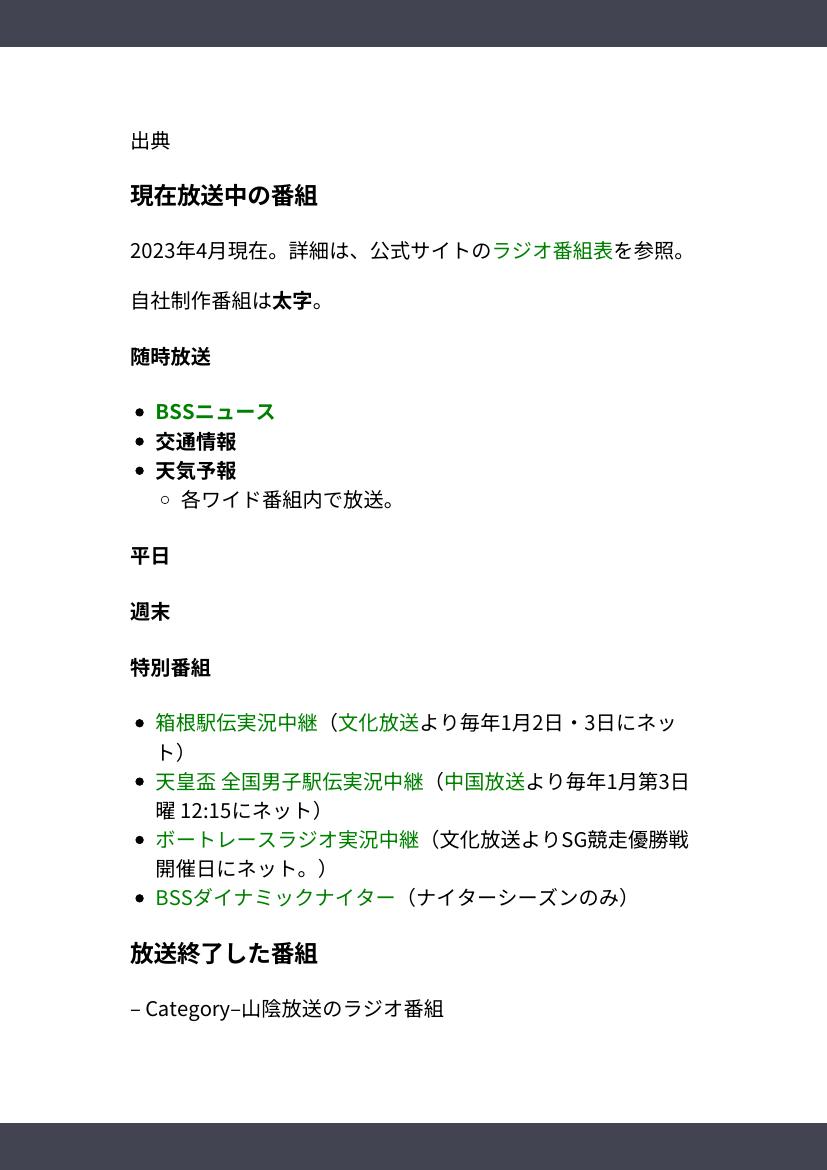 出典
現在放送中の番組
2023年4月現在。詳細は、公式サイトのラジオ番組表を参照。
自社制作番組は太字。
随時放送
• BSSニュース
• 交通情報
• 天気予報
○ 各ワイド番組内で放送。
平日
週末
特別番組
• 箱根駅伝実況中継（文化放送より毎年1月2日・3日にネッ
ト）
• 天皇盃 全国男子駅伝実況中継（中国放送より毎年1月第3日
曜 12:15にネット）
• ボートレースラジオ実況中継（文化放送よりSG競走優勝戦
開催日にネット。）
• BSSダイナミックナイター（ナイターシーズンのみ）
放送終了した番組
– Category–山陰放送のラジオ番組